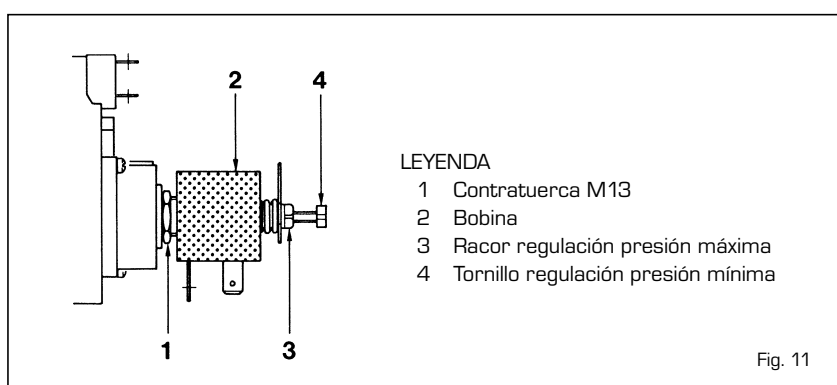 2
4
LEYENDA
1 Contratuerca M13
2 Bobina
3 Racor regulación presión máxima
4 Tornillo regulación presión mínima
1
3
Fig. 11